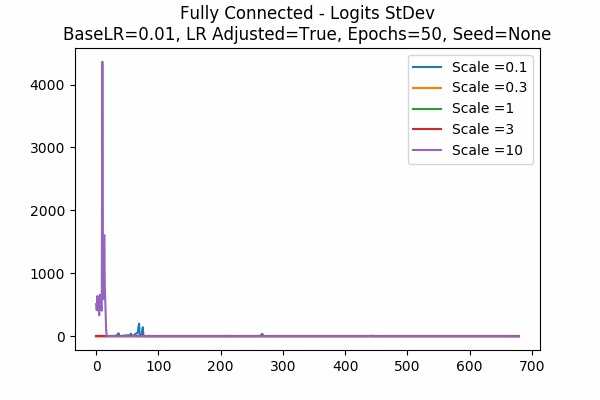 Fully Connected - Logits StDev
BaseLR=0.01, LR Adjusted=True, Epochs=50, Seed=None
Scale =0.1
Scale =0.3
Scale =1
Scale =3
Scale =10
4000
3000
2000
1000
0
0 100 200 300 400 500 600 700